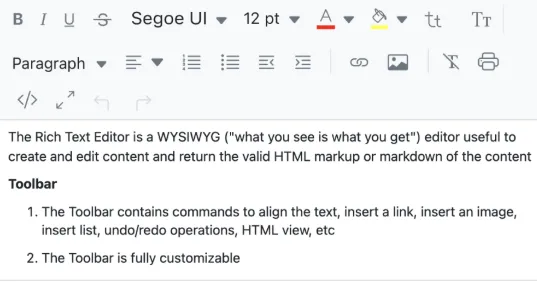 B I U S Segoe UI 12 pt A tt TT
Paragraph
The Rich Text Editor is a WYSIWYG ("what you see is what you get") editor useful to
create and edit content and return the valid HTML markup or markdown of the content
Toolbar
1. The Toolbar contains commands to align the text, insert a link, insert an image,
insert list, undo/redo operations, HTML view, etc
2. The Toolbar is fully customizable